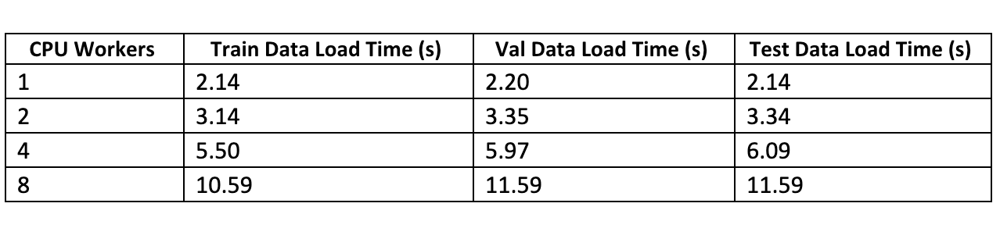 CPU Workers Train Data Load Time (s) Val Data Load Time (s) Test Data Load Time (s)
1 2.14 2.20 2.14
2 3.14 3.35 3.34
4 5.50 5.97 6.09
8 10.59 11.59 11.59